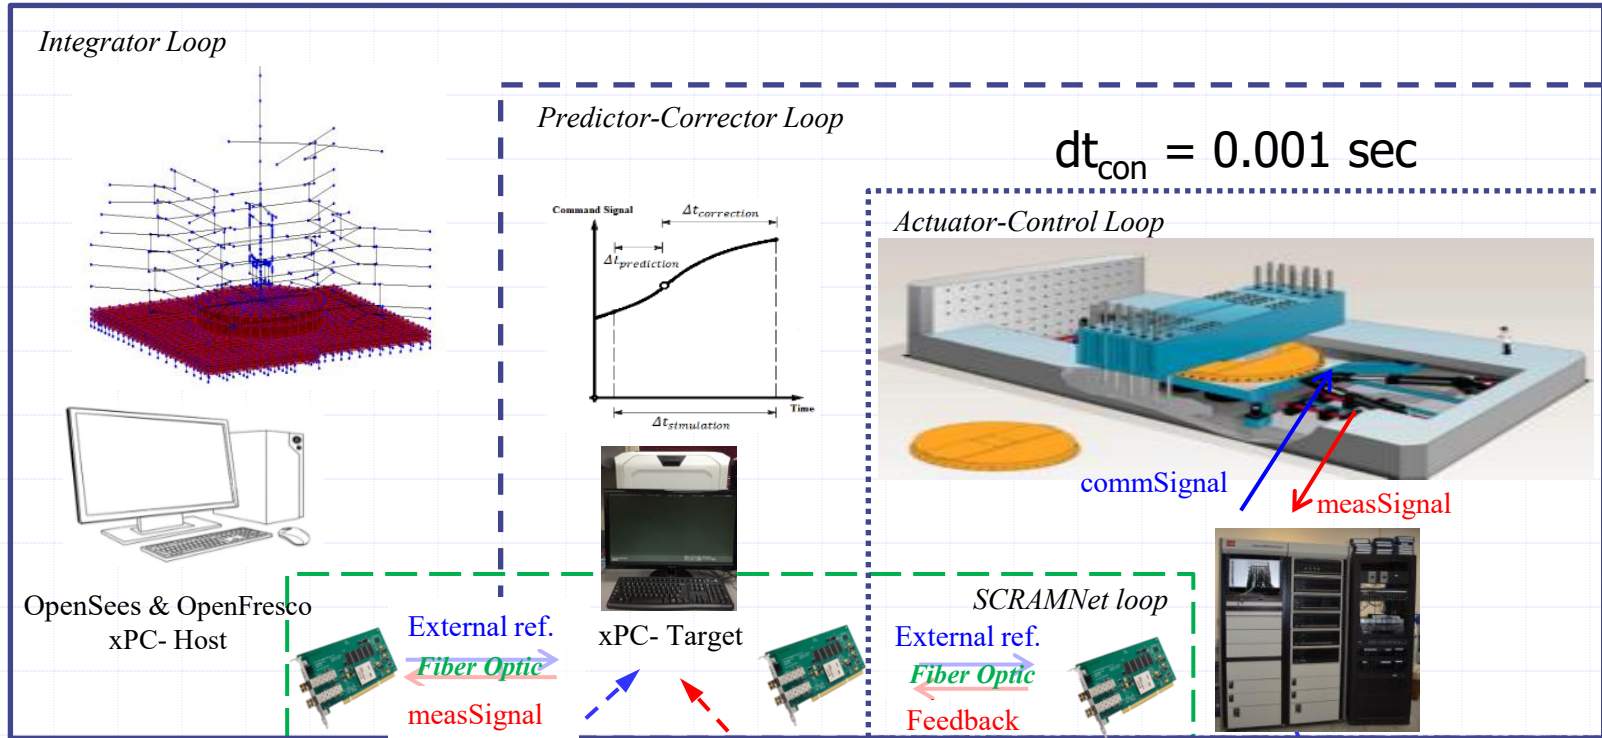 Integrator Loop
Predictor-Corrector Loop
dtcon = 0.001 sec
Actuator-Control Loop
Command Signal
Δtcorrection
Δtprediction
Time
Δtsimulation
commSignal
measSignal
OpenSees & OpenFresco
xPC- Host
xPC- Target
SCRAMNet loop
External ref.
Fiber Optic
measSignal
External ref.
Fiber Optic
Feedback